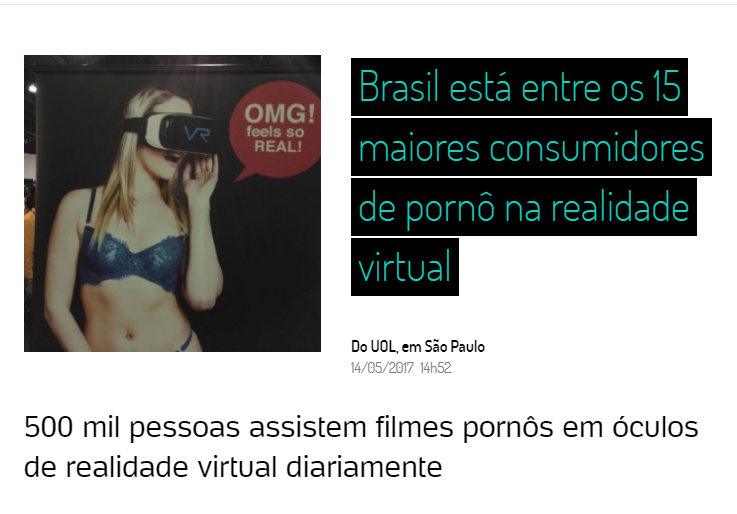 OMG!
feels so
REAL!
VR
Brasil está entre os 15
maiores consumidores
de pornô na realidade
virtual
Do UOL, em São Paulo
14/05/2017 14h52
500 mil pessoas assistem filmes pornôs em óculos
de realidade virtual diariamente